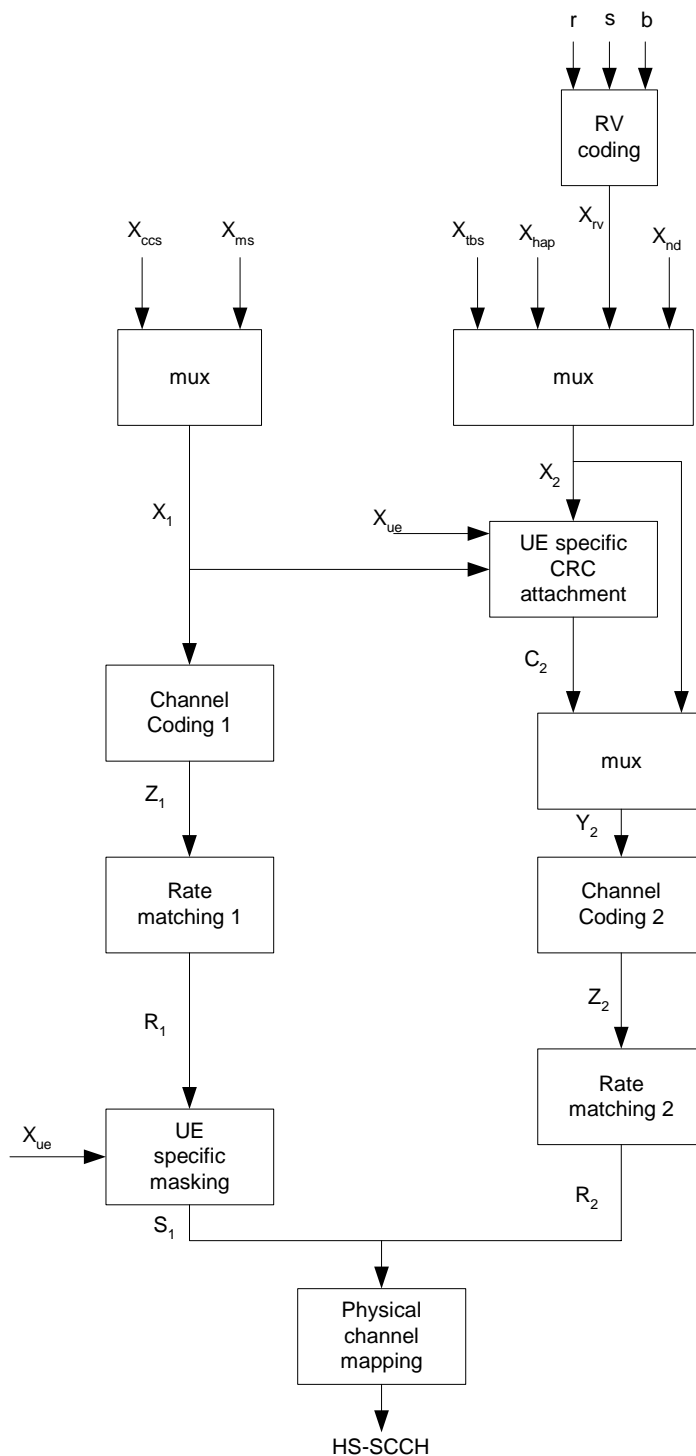 r s b
RV
coding
X_rv
X_ccs X_ms X_tbs X_hap X_nd
mux mux
X_1
X_2
X_ue
UE specific
CRC
attachment
C_2
Channel
Coding 1
mux
Z_1
Y_2
Rate
matching 1
Channel
Coding 2
R_1
Z_2
Rate
matching 2
X_ue
UE
specific
masking
S_1
R_2
Physical
channel
mapping
HS-SCCH